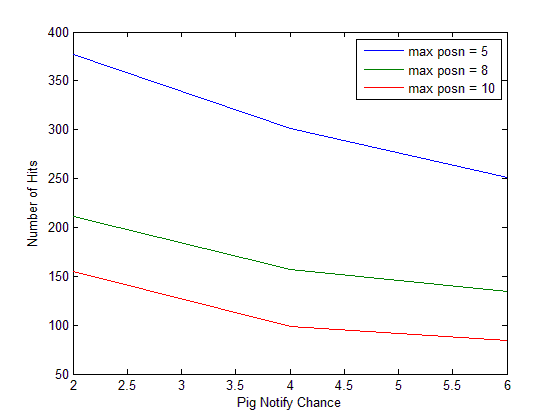 400
350
300
250
200
150
100
50
Number of Hits
max posn = 5
max posn = 8
max posn = 10
2 2.5 3 3.5 4 4.5 5 5.5 6
Pig Notify Chance